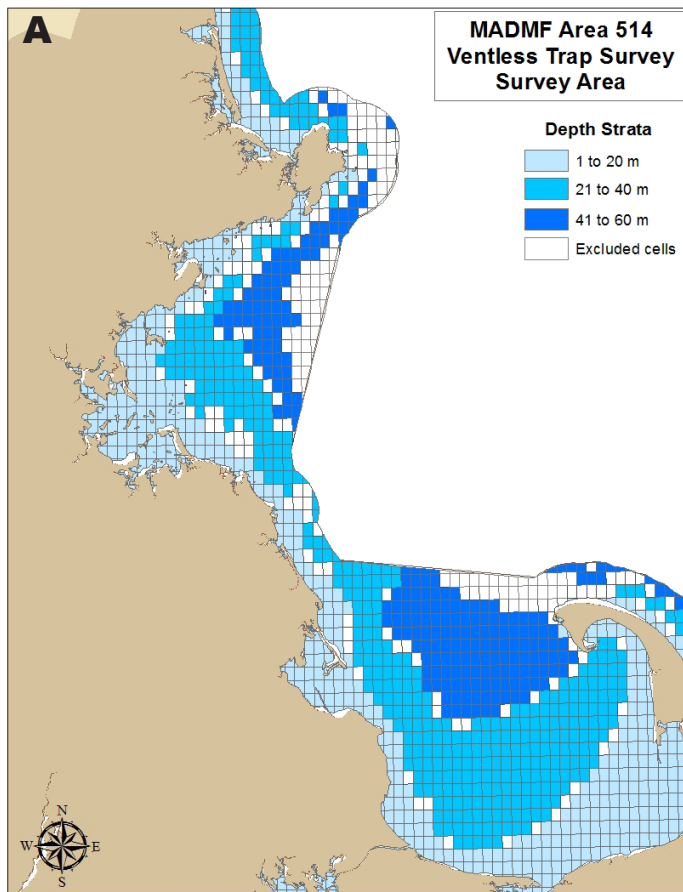 A
MADMF Area 514
Ventless Trap Survey
Survey Area
Depth Strata
1 to 20 m
21 to 40 m
41 to 60 m
Excluded cells
N
W E
S